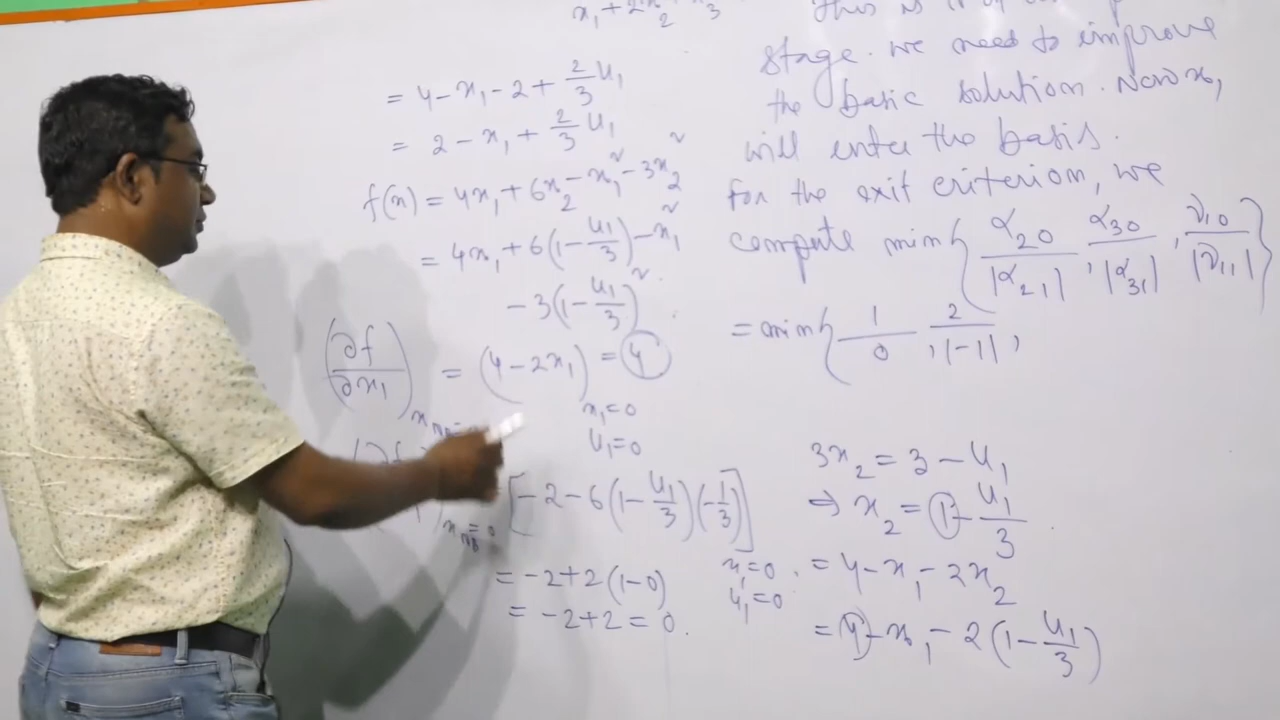 x₁ + 2x₂ + x₃
= 4 - x₁ - 2 + 2/3 u₁
= 2 - x₁ + 2/3 u₁
f(x) = 4x₁ + 6x₂ - x₁² - 3x₂²
= 4x₁ + 6(1 - u₁/3) - x₁²
- 3(1 - u₁/3)²
(∂f/∂x₁) = (4 - 2x₁) = 4
x₁ = 0
u₁ = 0
[-2 - 6(1 - u₁/3)(-1/3)]
x₁ = 0
u₁ = 0
= -2 + 2(1 - 0)
= -2 + 2 = 0.
This is
stage. we need to improve
the basic solution. Now x₁
will enter the basis.
for the exit criterion, we
compute min{α₂₀/|α₂₁|, α₃₀/|α₃₁|, ν₁₀/|ν₁₁|}
= min{1/0, 2/|-1|,
3x₂ = 3 - u₁
⇒ x₂ = 1 - u₁/3
= 4 - x₁ - 2x₂
= 4 - x₁ - 2(1 - u₁/3)